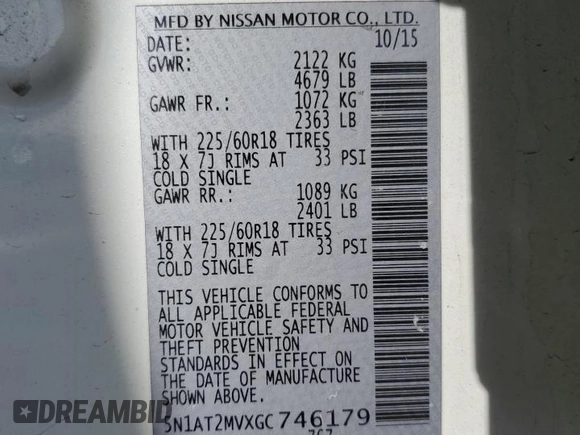 MFD BY NISSAN MOTOR CO., LTD.
DATE: 10/15
GVWR: 2122 KG
4679 LB
GAWR FR.: 1072 KG
2363 LB
WITH 225/60R18 TIRES
18 X 7J RIMS AT 33 PSI
COLD SINGLE
GAWR RR.: 1089 KG
2401 LB
WITH 225/60R18 TIRES
18 X 7J RIMS AT 33 PSI
COLD SINGLE
THIS VEHICLE CONFORMS TO
ALL APPLICABLE FEDERAL
MOTOR VEHICLE SAFETY AND
THEFT PREVENTION
STANDARDS IN EFFECT ON
THE DATE OF MANUFACTURE
SHOWN ABOVE.
5N1AT2MVXGC746179
AUTOBIDMASTER